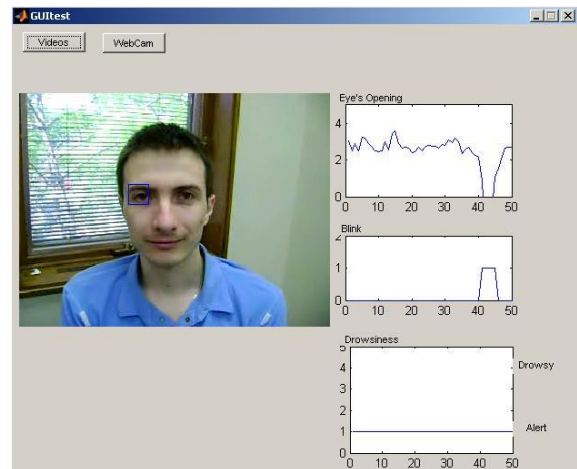 GUItest
Videos
WebCam
Eye's Opening
4
2
0
0 10 20 30 40 50
Blink
2
1
0
0 10 20 30 40 50
Drowsiness
5
4 Drowsy
3
2
1 Alert
0
0 10 20 30 40 50